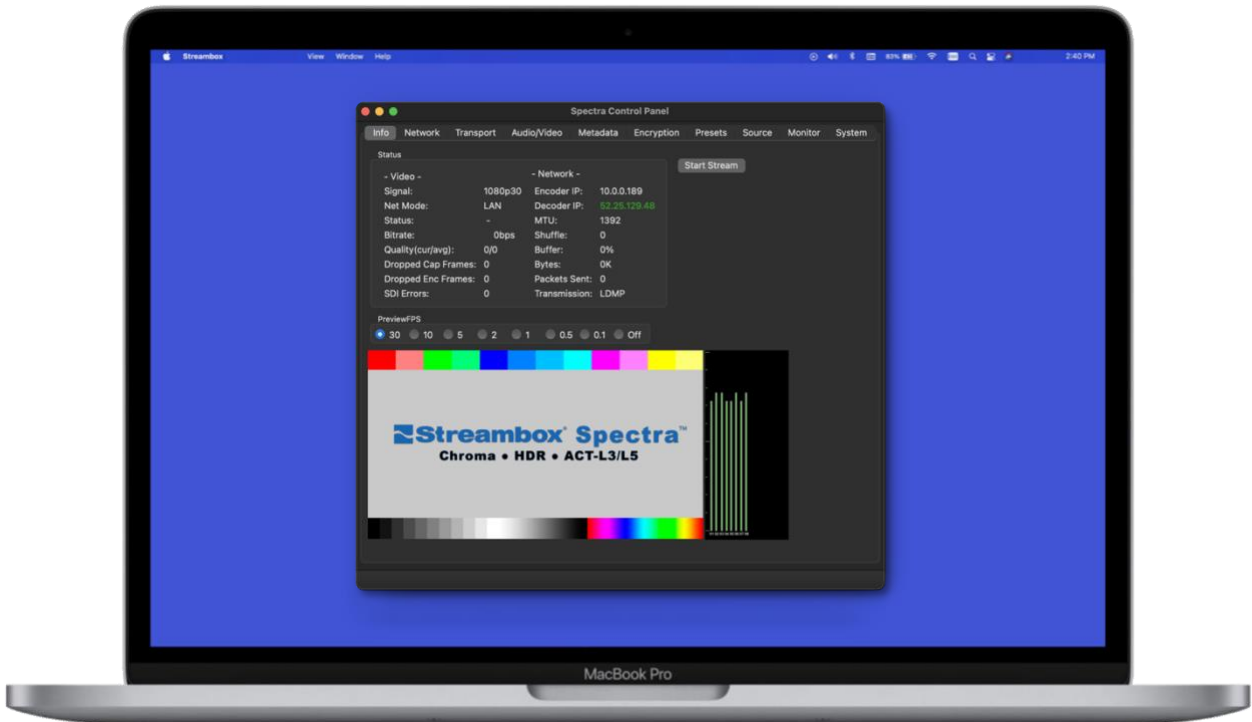 Streambox View Window Help 83% 2:40 PM
Spectra Control Panel
Info Network Transport Audio/Video Metadata Encryption Presets Source Monitor System
Status
Start Stream
- Video - - Network -
Signal: 1080p30 Encoder IP: 10.0.0.189
Net Mode: LAN Decoder IP: 52.25.129.48
Status: - MTU: 1392
Bitrate: 0bps Shuffle: 0
Quality(cur/avg): 0/0 Buffer: 0%
Dropped Cap Frames: 0 Bytes: 0K
Dropped Enc Frames: 0 Packets Sent: 0
SDI Errors: 0 Transmission: LDMP
PreviewFPS
30 10 5 2 1 0.5 0.1 Off
Streambox® Spectra™
Chroma • HDR • ACT-L3/L5
MacBook Pro